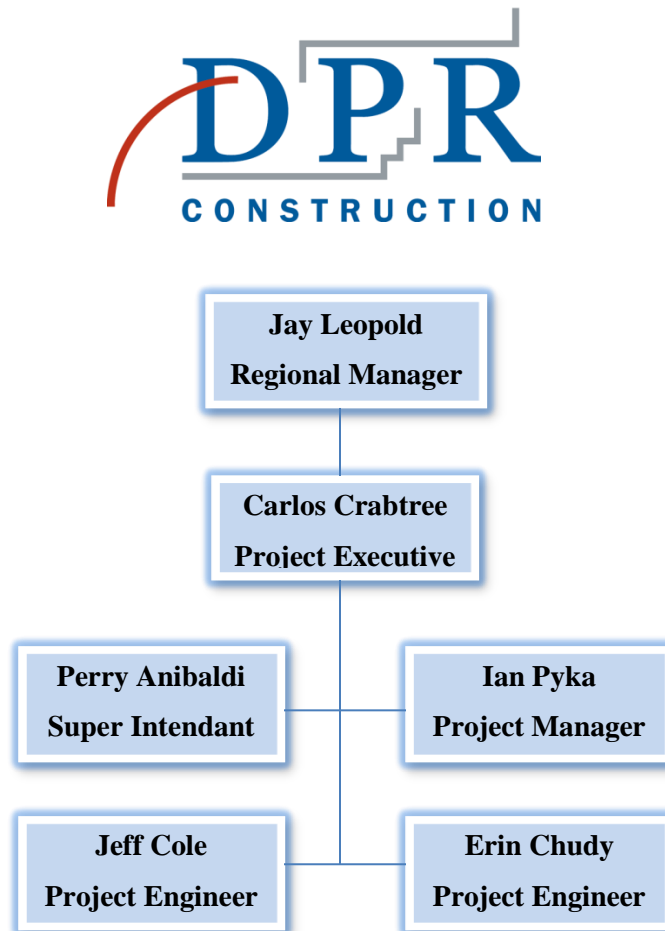 DPR
CONSTRUCTION
Jay Leopold
Regional Manager
Carlos Crabtree
Project Executive
Perry Anibaldi
Super Intendant
Ian Pyka
Project Manager
Jeff Cole
Project Engineer
Erin Chudy
Project Engineer